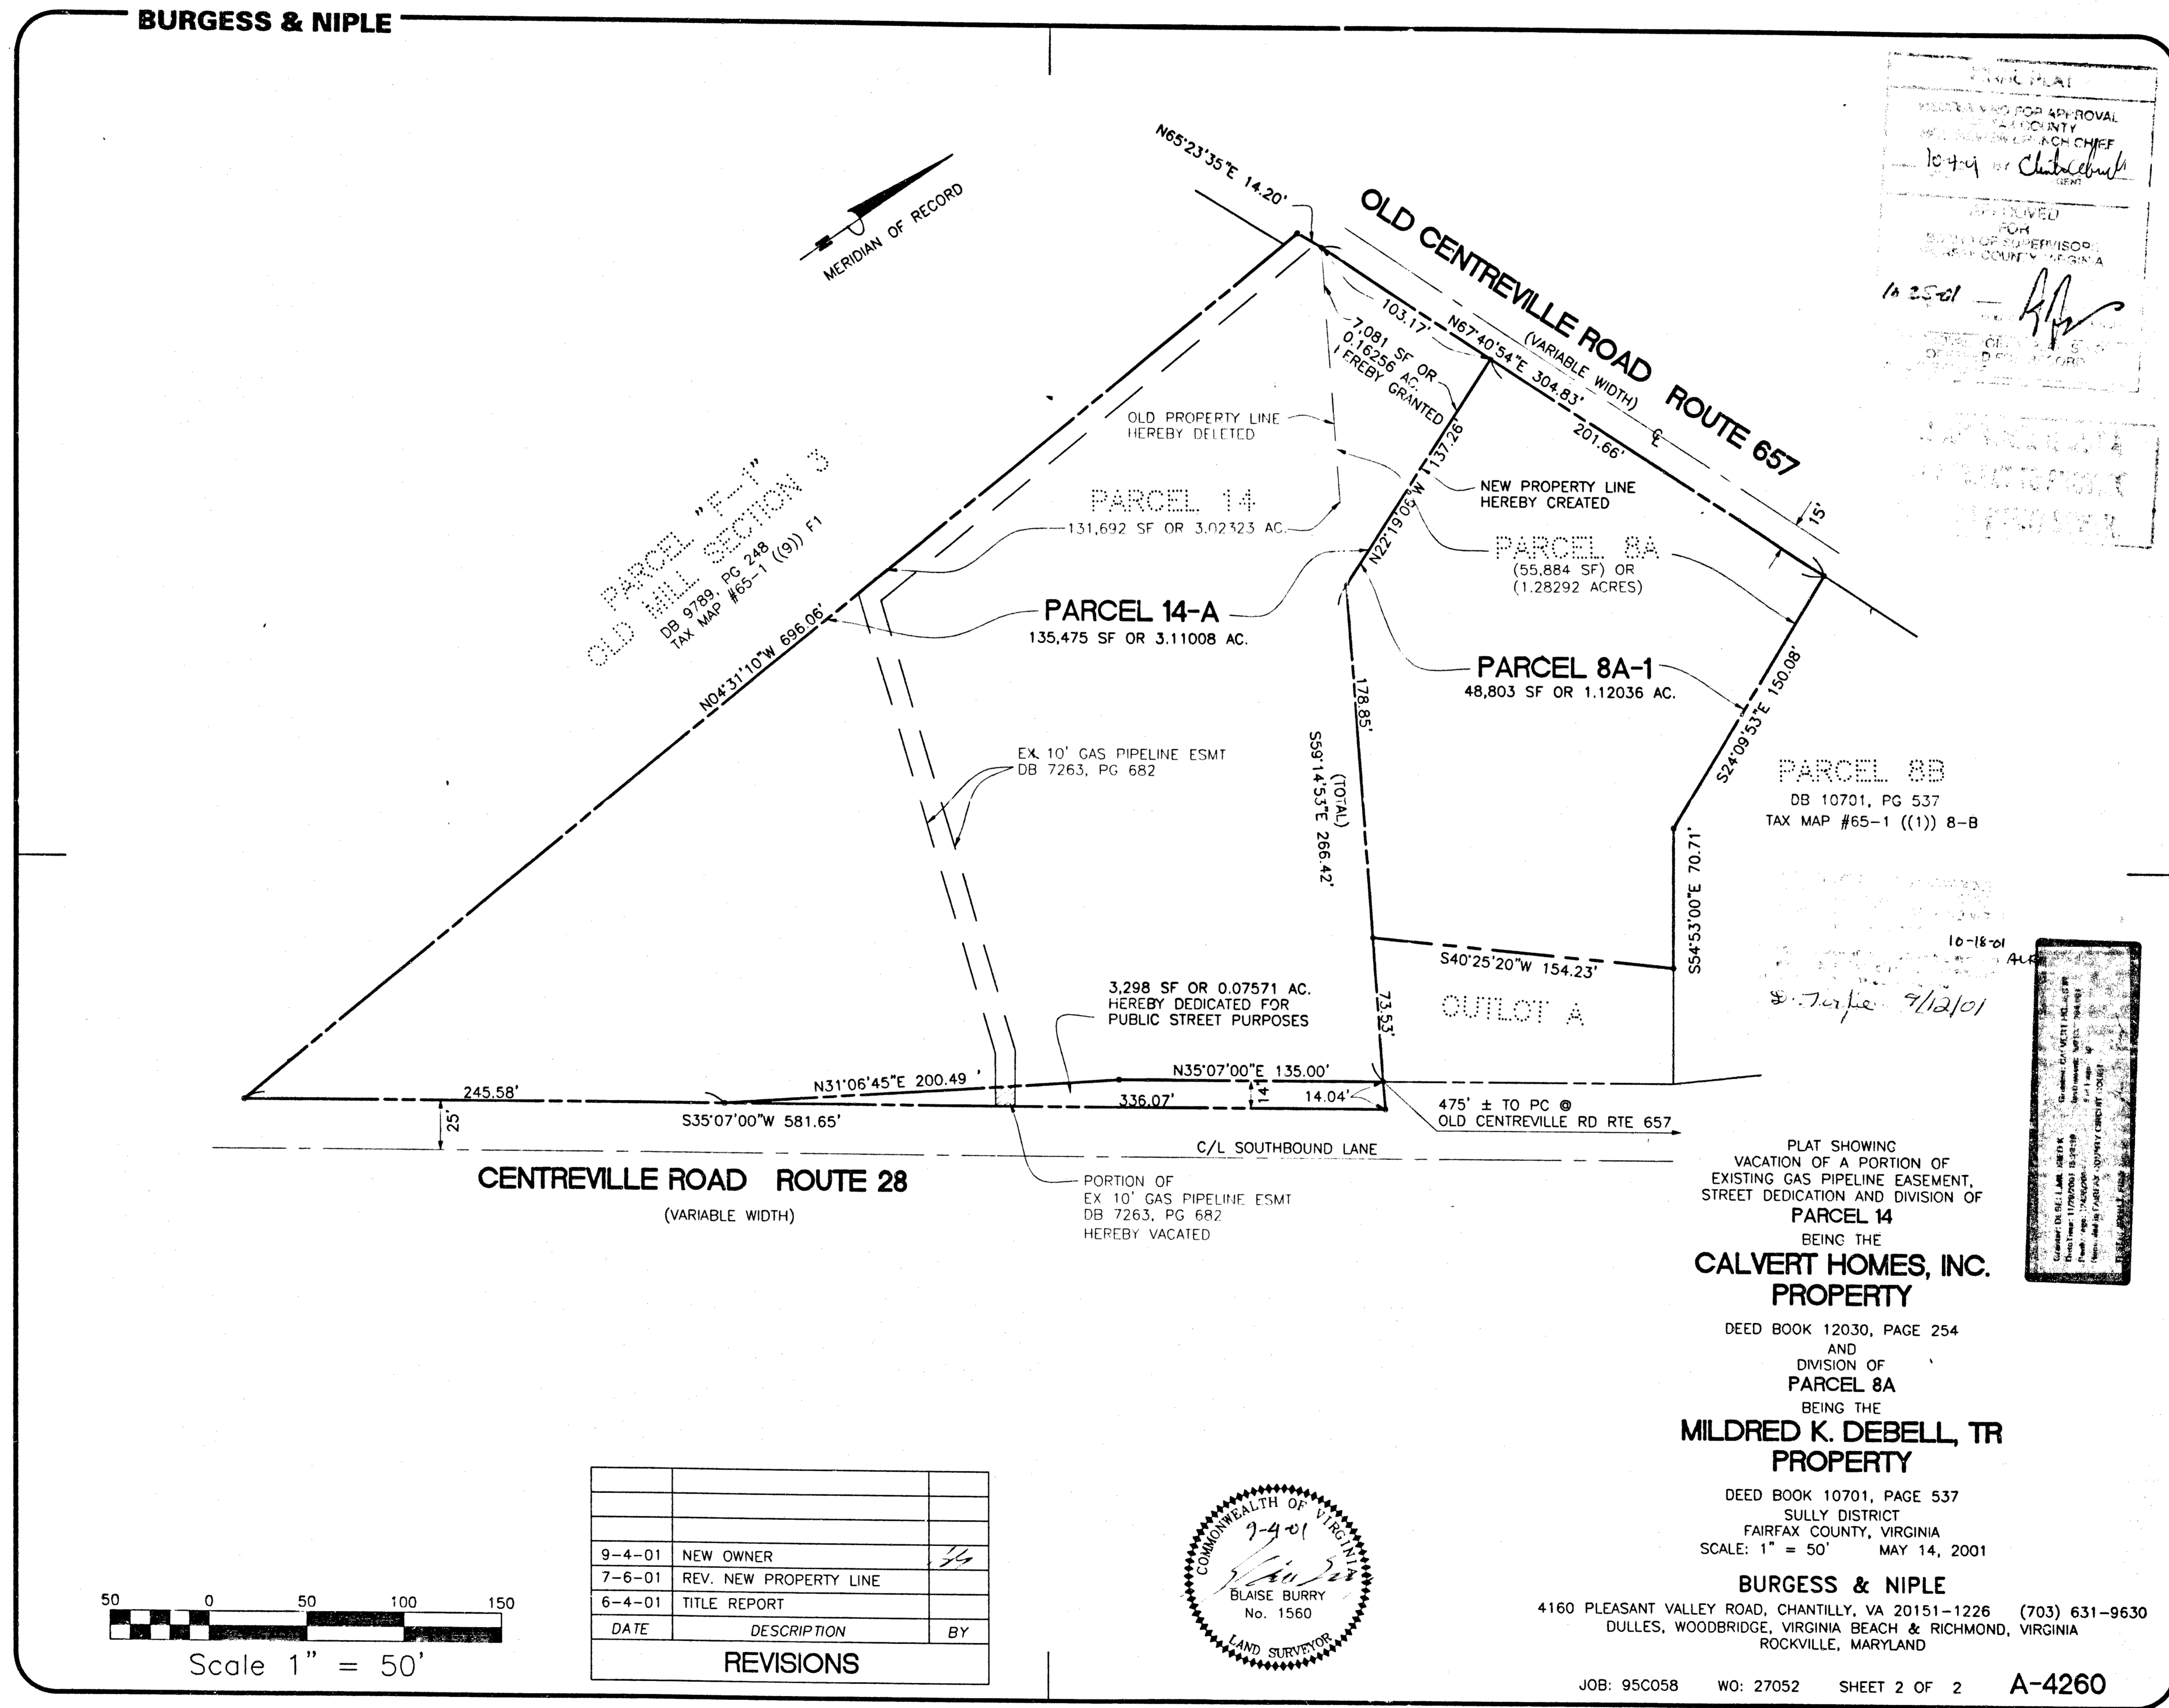 BURGESS & NIPLE
FOR APPROVAL
COUNTY
CHIEF
FOR
BOARD OF SUPERVISORS
COUNTY VIRGINIA
MERIDIAN OF RECORD
N65°23'35"E 14.20'
OLD CENTREVILLE ROAD ROUTE 657
(VARIABLE WIDTH)
103.17'
N67°40'54"E 304.83'
201.66'
15'
7,081 SF OR
0.16256 AC.
HEREBY GRANTED
OLD PROPERTY LINE
HEREBY DELETED
N22°19'06"W 137.26'
NEW PROPERTY LINE
HEREBY CREATED
PARCEL 14
131,692 SF OR 3.02323 AC.
PARCEL 8A
(55,884 SF) OR
(1.28292 ACRES)
PARCEL "F-1"
OLD MILL SECTION 3
DB 9789, PG 248
TAX MAP #65-1 ((9)) F1
N04°31'10"W 696.06'
PARCEL 14-A
135,475 SF OR 3.11008 AC.
PARCEL 8A-1
48,803 SF OR 1.12036 AC.
178.85'
S59°14'53"E 266.42'
(TOTAL)
S24°09'53"E 150.08'
EX 10' GAS PIPELINE ESMT
DB 7263, PG 682
PARCEL 8B
DB 10701, PG 537
TAX MAP #65-1 ((1)) 8-B
S54°53'00"E 70.71'
10-18-01
9/12/01
S40°25'20"W 154.23'
OUTLOT A
73.53'
3,298 SF OR 0.07571 AC.
HEREBY DEDICATED FOR
PUBLIC STREET PURPOSES
245.58'
N31°06'45"E 200.49'
N35°07'00"E 135.00'
14'
14.04'
336.07'
25'
S35°07'00"W 581.65'
475' ± TO PC @
OLD CENTREVILLE RD RTE 657
C/L SOUTHBOUND LANE
CENTREVILLE ROAD ROUTE 28
(VARIABLE WIDTH)
PORTION OF
EX 10' GAS PIPELINE ESMT
DB 7263, PG 682
HEREBY VACATED
PLAT SHOWING
VACATION OF A PORTION OF
EXISTING GAS PIPELINE EASEMENT,
STREET DEDICATION AND DIVISION OF
PARCEL 14
BEING THE
CALVERT HOMES, INC.
PROPERTY
DEED BOOK 12030, PAGE 254
AND
DIVISION OF
PARCEL 8A
BEING THE
MILDRED K. DEBELL, TR
PROPERTY
DEED BOOK 10701, PAGE 537
SULLY DISTRICT
FAIRFAX COUNTY, VIRGINIA
SCALE: 1" = 50' MAY 14, 2001
BURGESS & NIPLE
4160 PLEASANT VALLEY ROAD, CHANTILLY, VA 20151-1226 (703) 631-9630
DULLES, WOODBRIDGE, VIRGINIA BEACH & RICHMOND, VIRGINIA
ROCKVILLE, MARYLAND
JOB: 95C058 WO: 27052 SHEET 2 OF 2 A-4260
50 0 50 100 150
Scale 1" = 50'
9-4-01 NEW OWNER
7-6-01 REV. NEW PROPERTY LINE
6-4-01 TITLE REPORT
DATE DESCRIPTION BY
REVISIONS
COMMONWEALTH OF VIRGINIA
9-4-01
BLAISE BURRY
No. 1560
LAND SURVEYOR